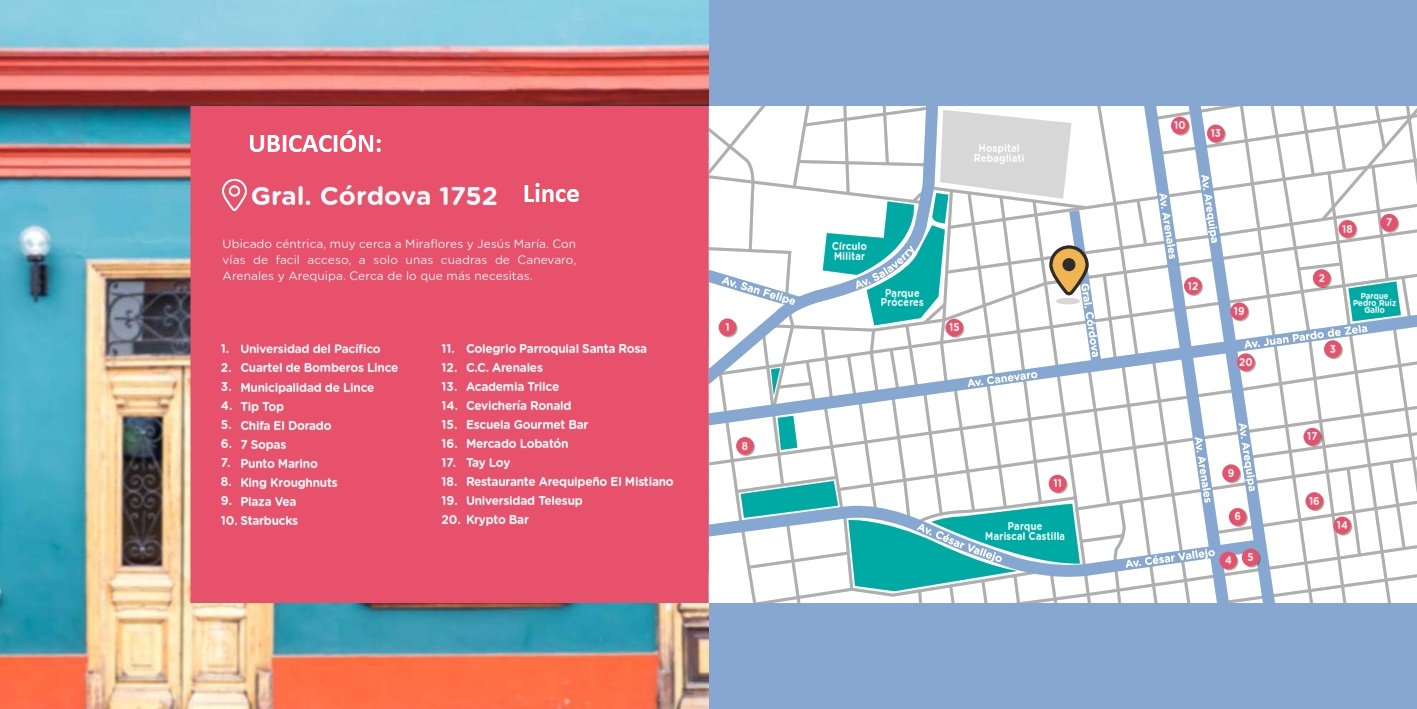 UBICACIÓN:
Gral. Córdova 1752 Lince
Ubicado céntrica, muy cerca a Miraflores y Jesús María. Con
vías de facil acceso, a solo unas cuadras de Canevaro,
Arenales y Arequipa. Cerca de lo que más necesitas.
1. Universidad del Pacífico
2. Cuartel de Bomberos Lince
3. Municipalidad de Lince
4. Tip Top
5. Chifa El Dorado
6. 7 Sopas
7. Punto Marino
8. King Kroughnuts
9. Plaza Vea
10. Starbucks
11. Colegrio Parroquial Santa Rosa
12. C.C. Arenales
13. Academia Trilce
14. Cevichería Ronald
15. Escuela Gourmet Bar
16. Mercado Lobatón
17. Tay Loy
18. Restaurante Arequipeño El Mistiano
19. Universidad Telesup
20. Krypto Bar
10
13
Hospital
Rebagliati
Av. Arenales
Av. Arequipa
18
7
Círculo
Militar
Av. Salaverry
Av. San Felipe
Parque
Próceres
Gral. Córdova
12
2
19
Parque
Pedro Ruiz
Gallo
1
15
Av. Juan Pardo de Zela
3
20
Av. Canevaro
8
17
Av. Arenales
Av. Arequipa
9
11
16
6
14
Parque
Mariscal Castilla
Av. César Vallejo
Av. César Vallejo
4
5